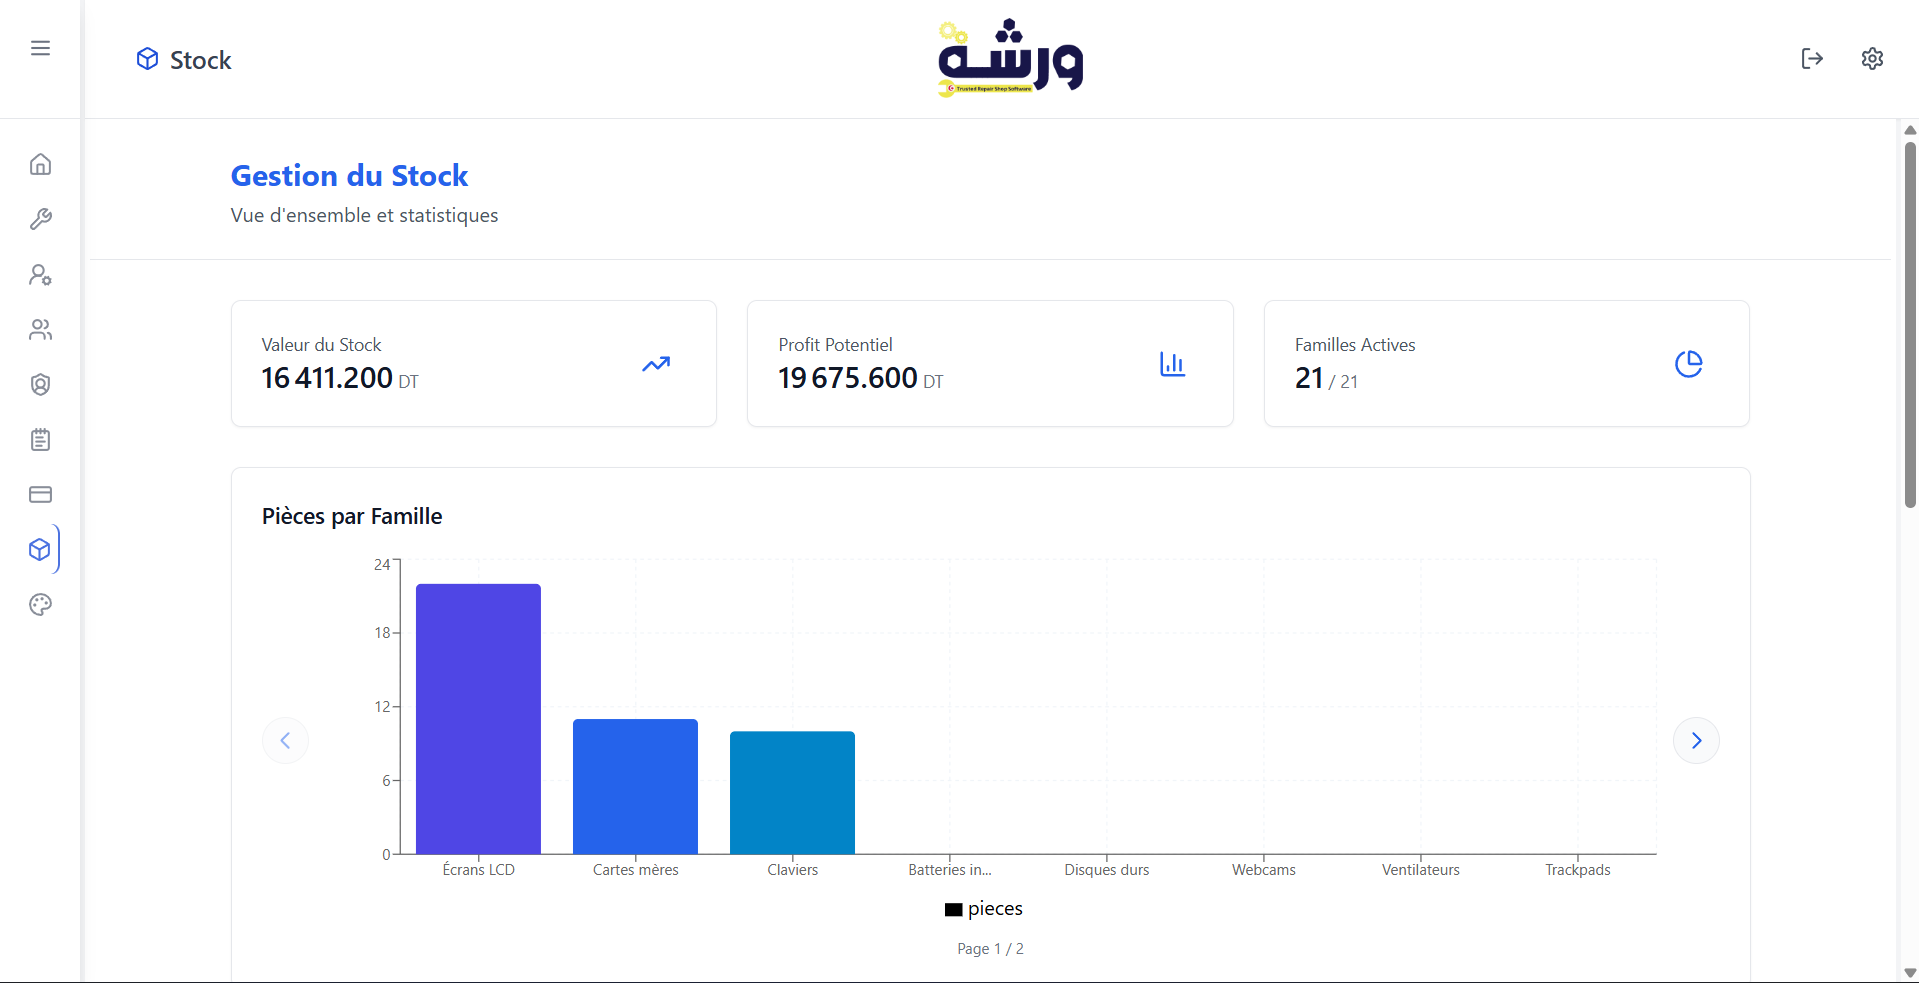 Stock
ورشة
Trusted Repair Shop Software
Gestion du Stock
Vue d'ensemble et statistiques
Valeur du Stock
16 411.200 DT
Profit Potentiel
19 675.600 DT
Familles Actives
21 / 21
Pièces par Famille
24
18
12
6
0
Écrans LCD
Cartes mères
Claviers
Batteries in...
Disques durs
Webcams
Ventilateurs
Trackpads
pieces
Page 1 / 2